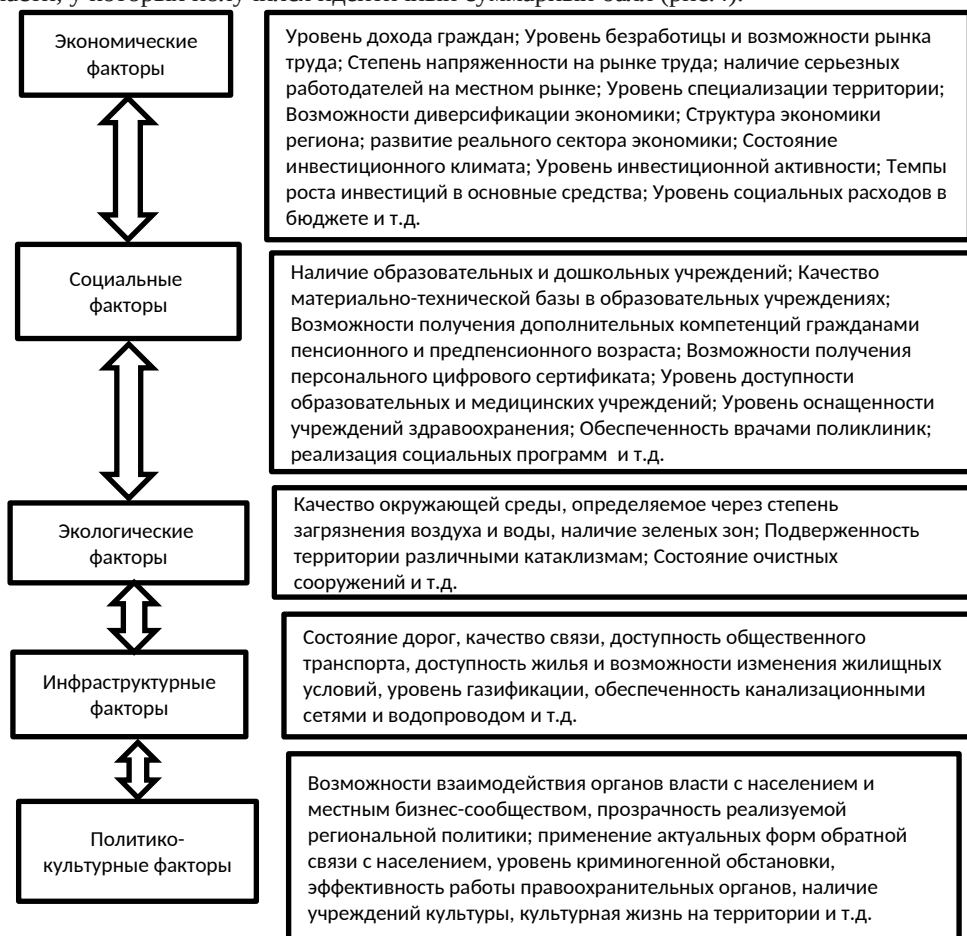 (рис.4).
Экономические
факторы
Уровень дохода граждан; Уровень безработицы и возможности рынка
труда; Степень напряженности на рынке труда; наличие серьезных
работодателей на местном рынке; Уровень специализации территории;
Возможности диверсификации экономики; Структура экономики
региона; развитие реального сектора экономики; Состояние
инвестиционного климата; Уровень инвестиционной активности; Темпы
роста инвестиций в основные средства; Уровень социальных расходов в
бюджете и т.д.
Социальные
факторы
Наличие образовательных и дошкольных учреждений; Качество
материально-технической базы в образовательных учреждениях;
Возможности получения дополнительных компетенций гражданами
пенсионного и предпенсионного возраста; Возможности получения
персонального цифрового сертификата; Уровень доступности
образовательных и медицинских учреждений; Уровень оснащенности
учреждений здравоохранения; Обеспеченность врачами поликлиник;
реализация социальных программ и т.д.
Экологические
факторы
Качество окружающей среды, определяемое через степень
загрязнения воздуха и воды, наличие зеленых зон; Подверженность
территории различными катаклизмам; Состояние очистных
сооружений и т.д.
Инфраструктурные
факторы
Состояние дорог, качество связи, доступность общественного
транспорта, доступность жилья и возможности изменения жилищных
условий, уровень газификации, обеспеченность канализационными
сетями и водопроводом и т.д.
Политико-
культурные факторы
Возможности взаимодействия органов власти с населением и
местным бизнес-сообществом, прозрачность реализуемой
региональной политики; применение актуальных форм обратной
связи с населением, уровень криминогенной обстановки,
эффективность работы правоохранительных органов, наличие
учреждений культуры, культурная жизнь на территории и т.д.